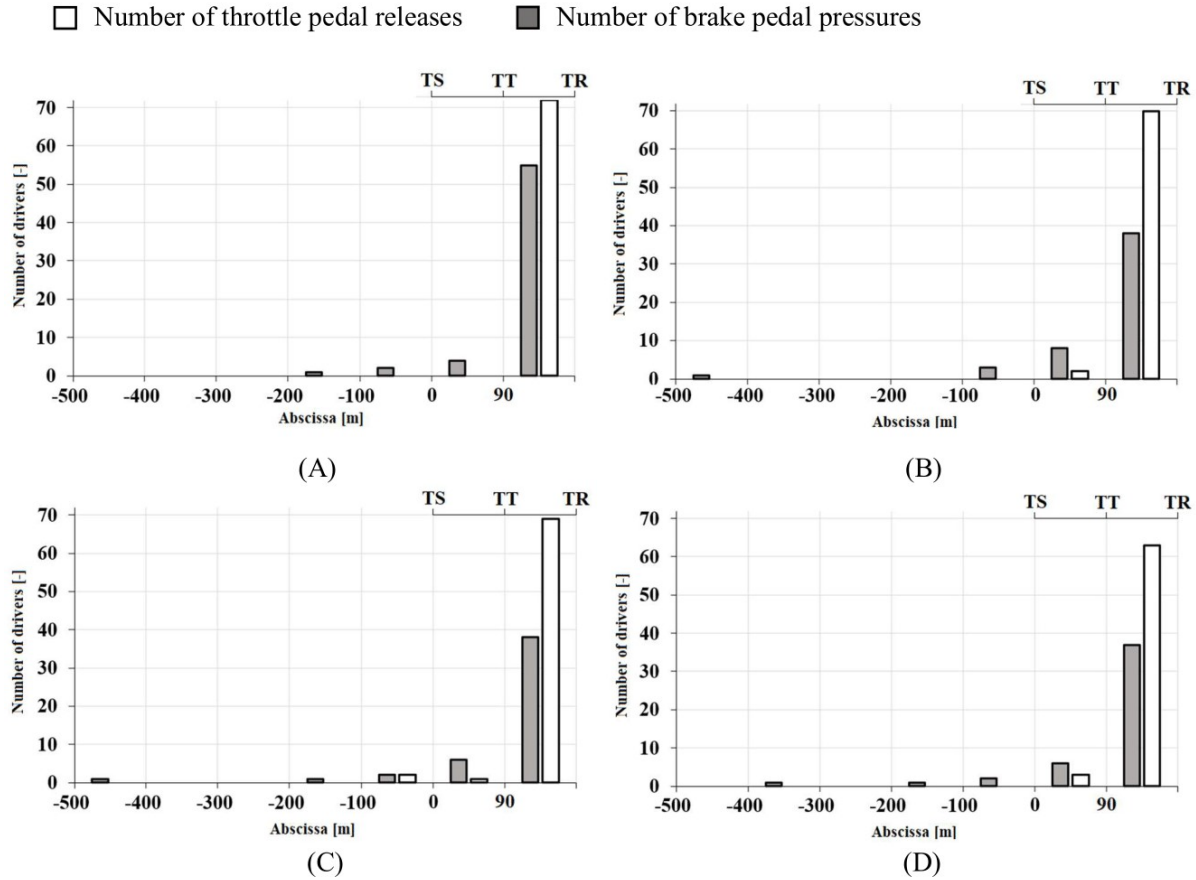 Number of throttle pedal releases Number of brake pedal pressures
TS TT TR
70
60
50
40
30
20
10
0
Number of drivers [-]
-500 -400 -300 -200 -100 0 90
Abscissa [m]
(A)
TS TT TR
70
60
50
40
30
20
10
0
Number of drivers [-]
-500 -400 -300 -200 -100 0 90
Abscissa [m]
(B)
TS TT TR
70
60
50
40
30
20
10
0
Number of drivers [-]
-500 -400 -300 -200 -100 0 90
Abscissa [m]
(C)
TS TT TR
70
60
50
40
30
20
10
0
Number of drivers [-]
-500 -400 -300 -200 -100 0 90
Abscissa [m]
(D)